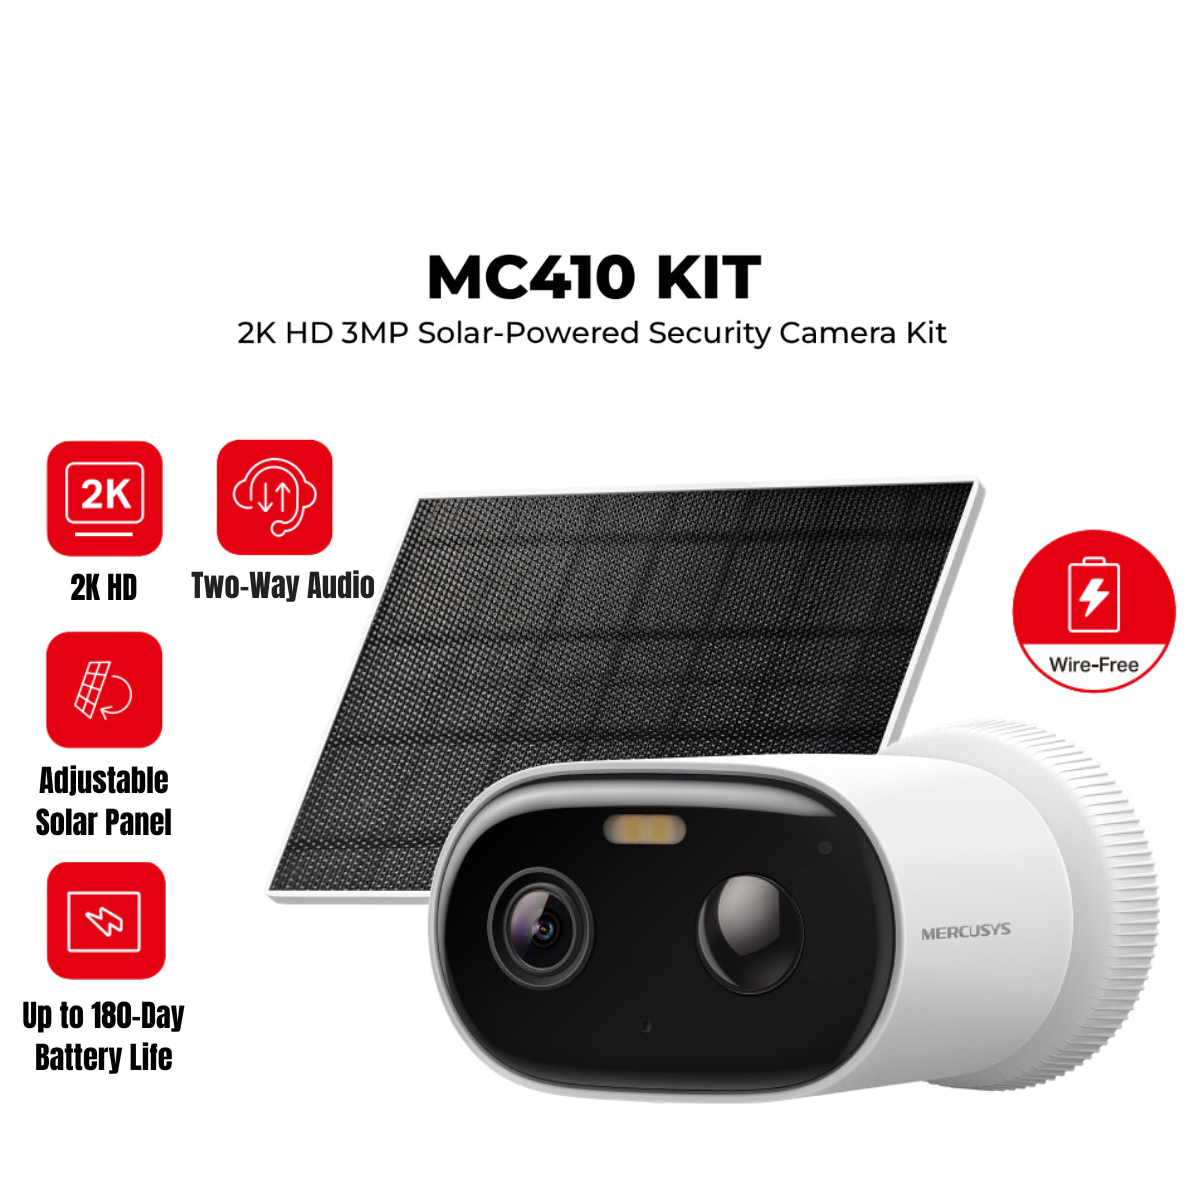 MC410 KIT
2K HD 3MP Solar-Powered Security Camera Kit
2K
2K HD
Two-Way Audio
Adjustable
Solar Panel
Up to 180-Day
Battery Life
Wire-Free
MERCUSYS